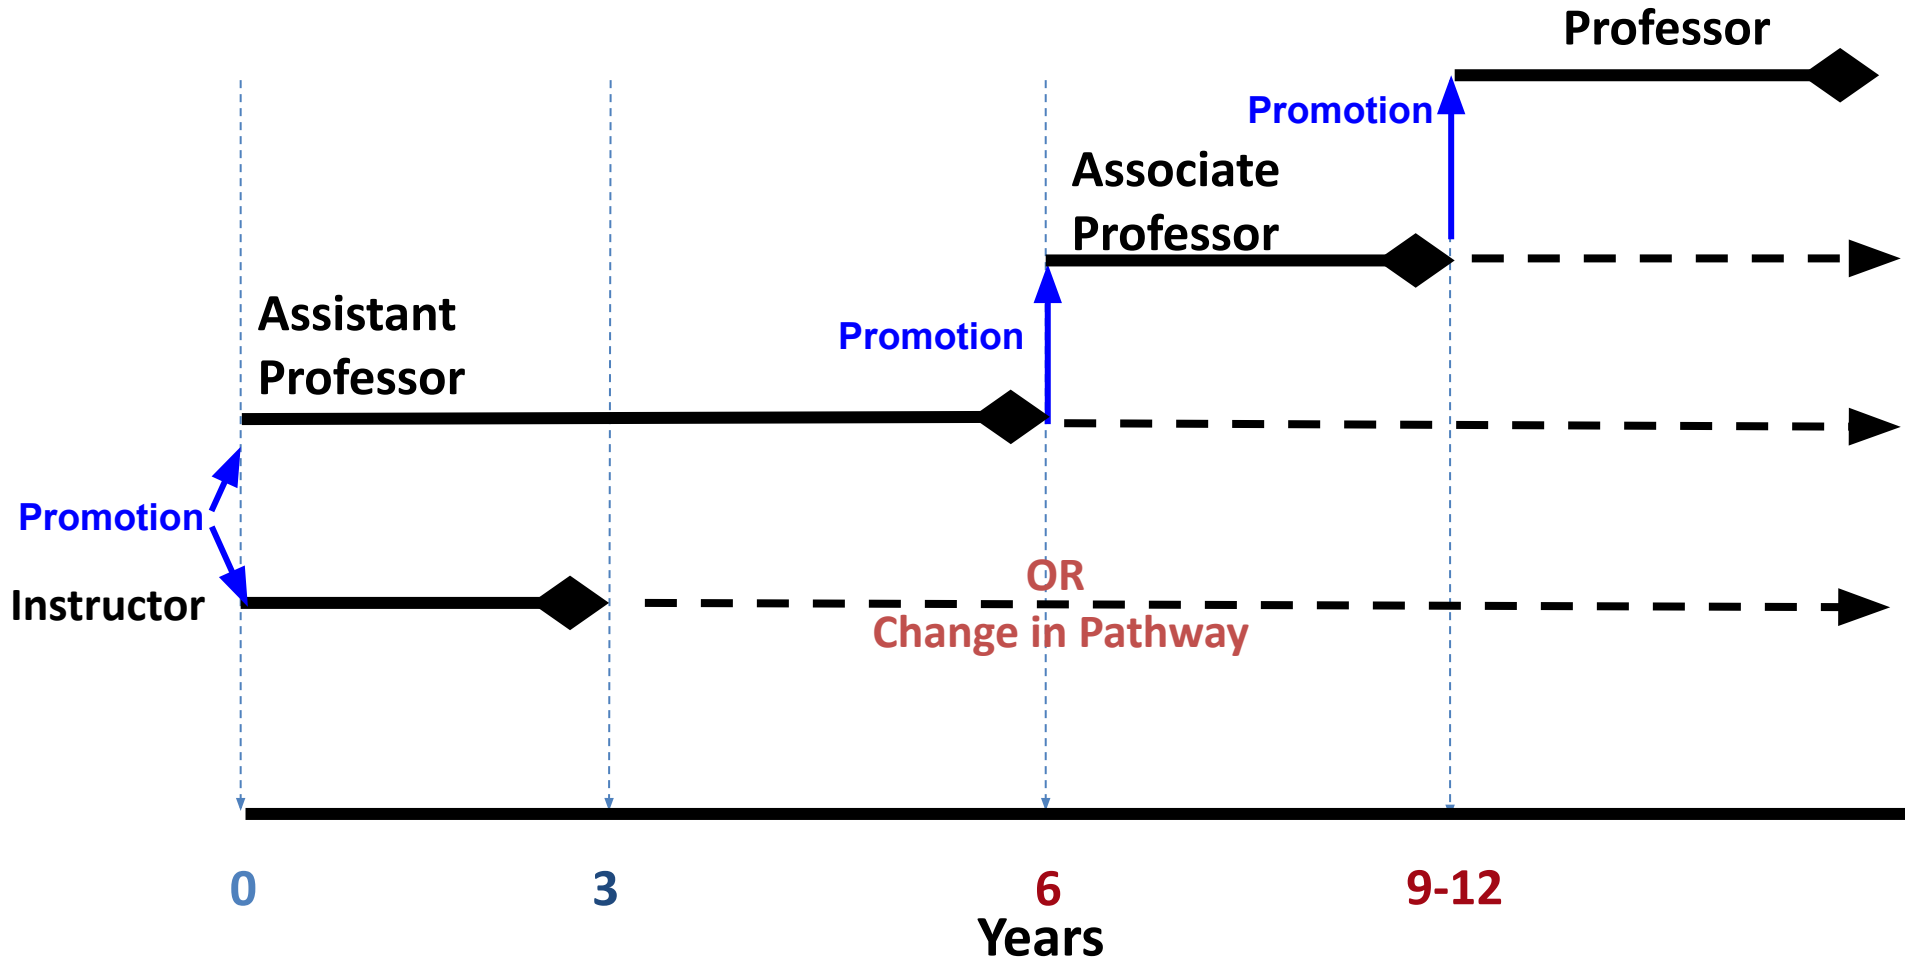 Professor
Promotion
Associate
Professor
Assistant
Professor
Promotion
Promotion
Instructor
OR
Change in Pathway
0
3
6
9-12
Years